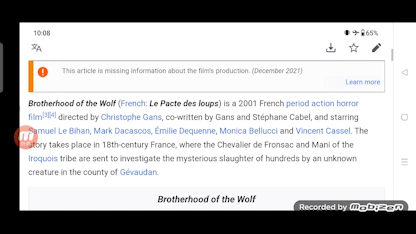 10:08
65%
This article is missing information about the film's production. (December 2021)
Learn more
Brotherhood of the Wolf (French: Le Pacte des loups) is a 2001 French period action horror
film[3][4] directed by Christophe Gans, co-written by Gans and Stéphane Cabel, and starring
Samuel Le Bihan, Mark Dacascos, Émilie Dequenne, Monica Bellucci and Vincent Cassel. The
story takes place in 18th-century France, where the Chevalier de Fronsac and Mani of the
Iroquois tribe are sent to investigate the mysterious slaughter of hundreds by an unknown
creature in the county of Gévaudan.
Brotherhood of the Wolf
Recorded by Mobizen